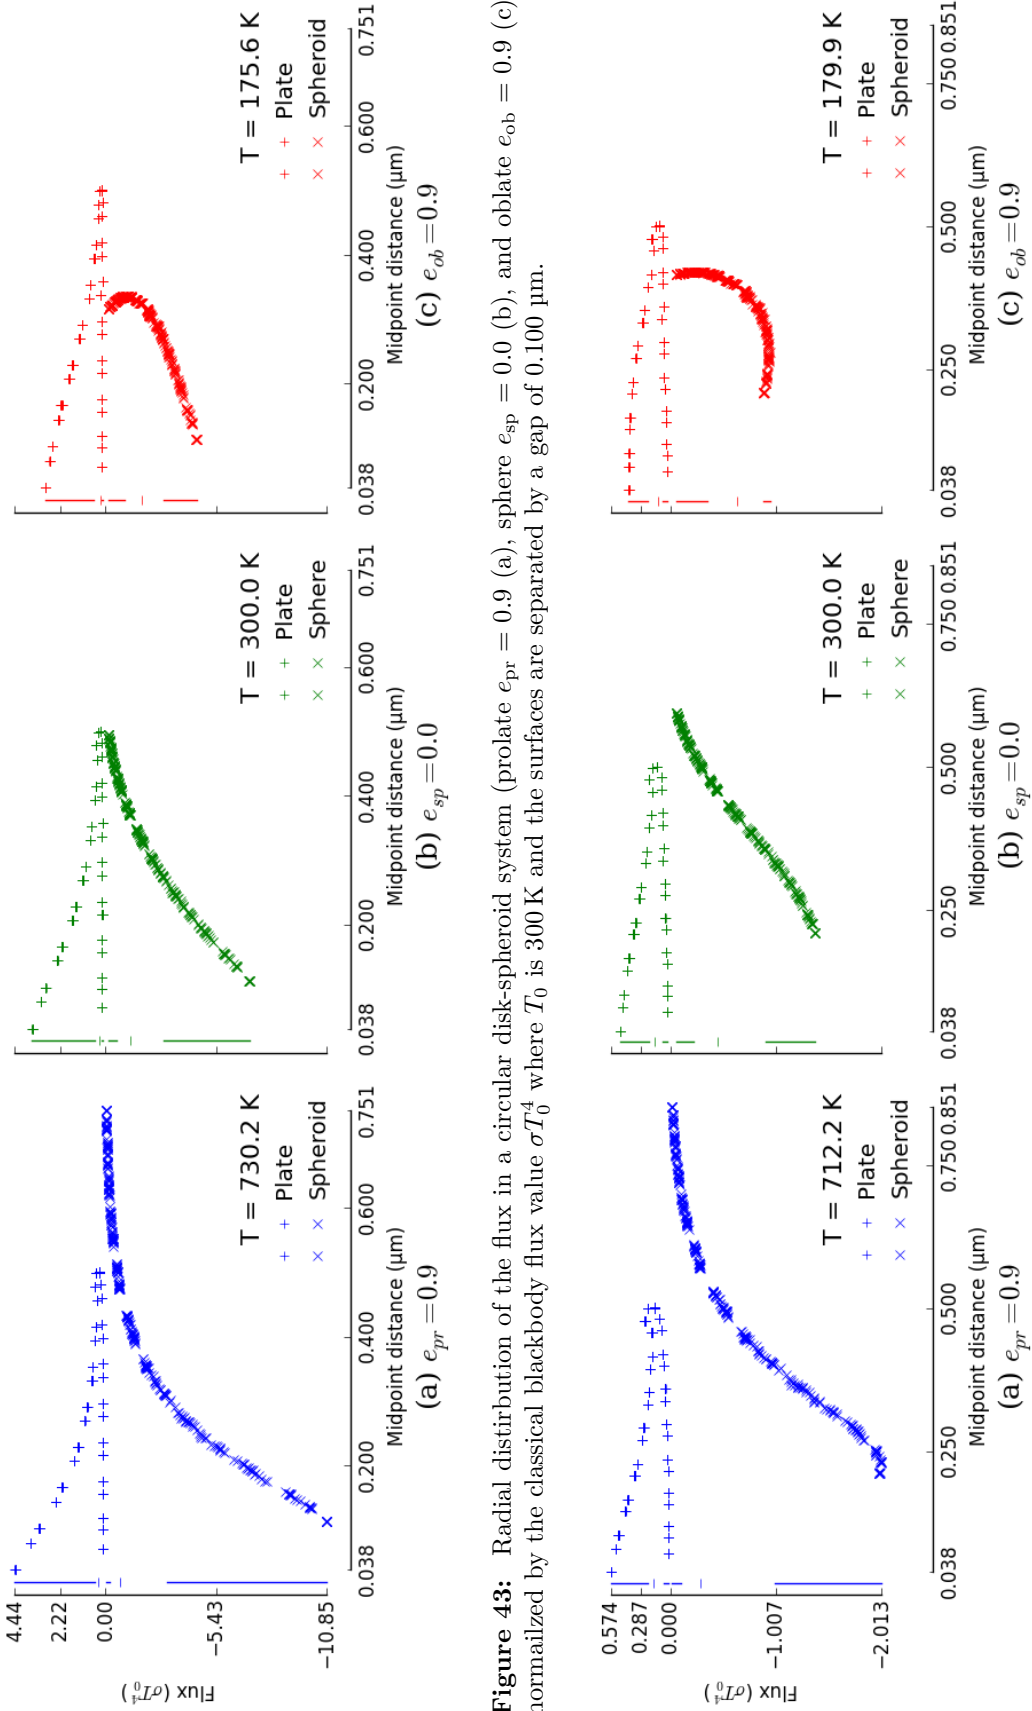 Flux (σT₀⁴)
4.44
2.22
0.00
−5.43
−10.85
T = 730.2 K
Plate
Spheroid
0.038 0.200 0.400 0.600 0.751
Midpoint distance (μm)
(a) e_pr=0.9
T = 300.0 K
Plate
Sphere
0.038 0.200 0.400 0.600 0.751
Midpoint distance (μm)
(b) e_sp=0.0
T = 175.6 K
Plate
Spheroid
0.038 0.200 0.400 0.600 0.751
Midpoint distance (μm)
(c) e_ob=0.9
Figure 43: Radial distirbution of the flux in a circular disk-spheroid system (prolate e_pr = 0.9 (a), sphere e_sp = 0.0 (b), and oblate e_ob = 0.9 (c)
normailzed by the classical blackbody flux value σT₀⁴ where T₀ is 300 K and the surfaces are separated by a gap of 0.100 μm.
Flux (σT₀⁴)
0.574
0.287
0.000
−1.007
−2.013
T = 712.2 K
Plate
Spheroid
0.038 0.250 0.500 0.750 0.851
Midpoint distance (μm)
(a) e_pr=0.9
T = 300.0 K
Plate
Sphere
0.038 0.250 0.500 0.750 0.851
Midpoint distance (μm)
(b) e_sp=0.0
T = 179.9 K
Plate
Spheroid
0.038 0.250 0.500 0.750 0.851
Midpoint distance (μm)
(c) e_ob=0.9